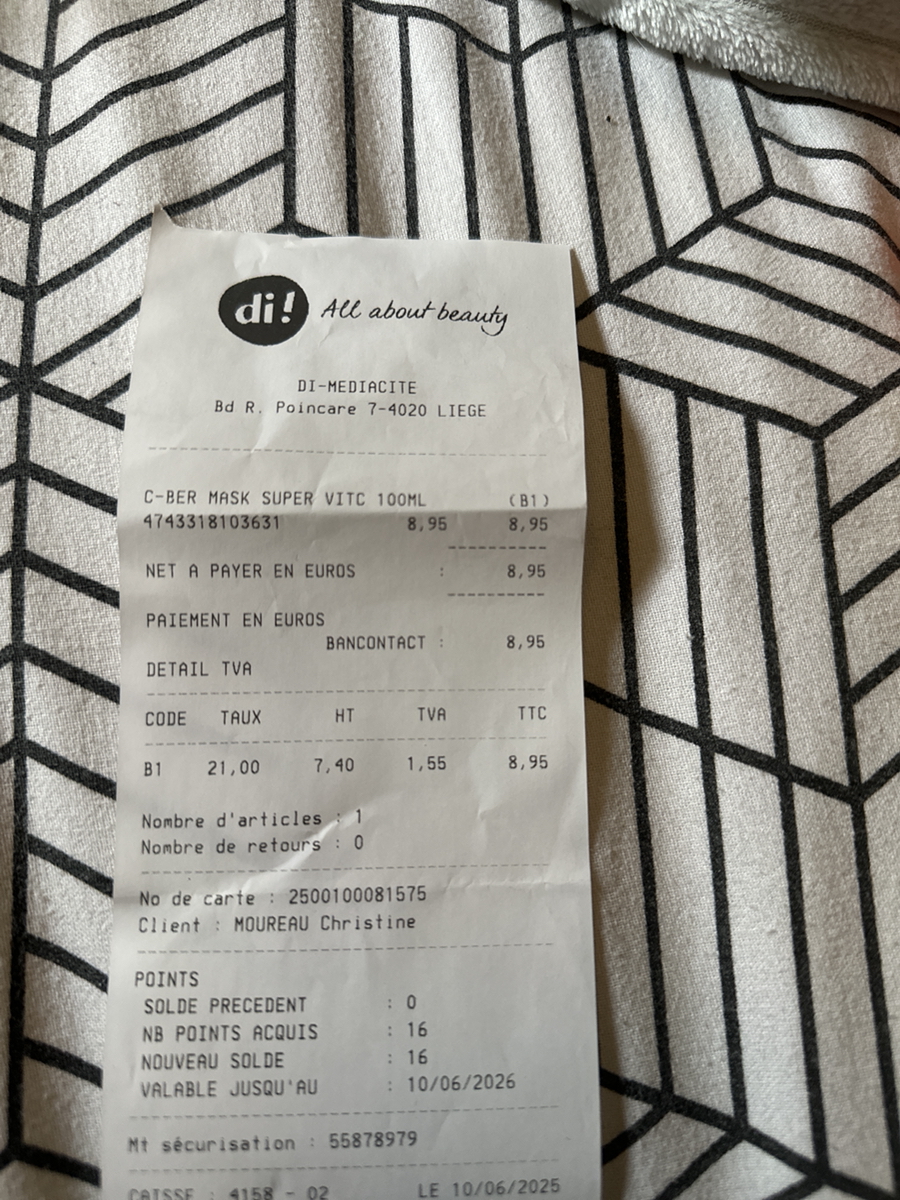 di! All about beauty
DI-MEDIACITE
Bd R. Poincare 7-4020 LIEGE
C-BER MASK SUPER VITC 100ML (B1)
4743318103631 8,95 8,95
NET A PAYER EN EUROS : 8,95
PAIEMENT EN EUROS
BANCONTACT : 8,95
DETAIL TVA
CODE TAUX HT TVA TTC
B1 21,00 7,40 1,55 8,95
Nombre d'articles : 1
Nombre de retours : 0
No de carte : 2500100081575
Client : MOUREAU Christine
POINTS
SOLDE PRECEDENT : 0
NB POINTS ACQUIS : 16
NOUVEAU SOLDE : 16
VALABLE JUSQU'AU : 10/06/2026
Mt sécurisation : 55878979
CAISSE : 4158 - 02 LE 10/06/2025